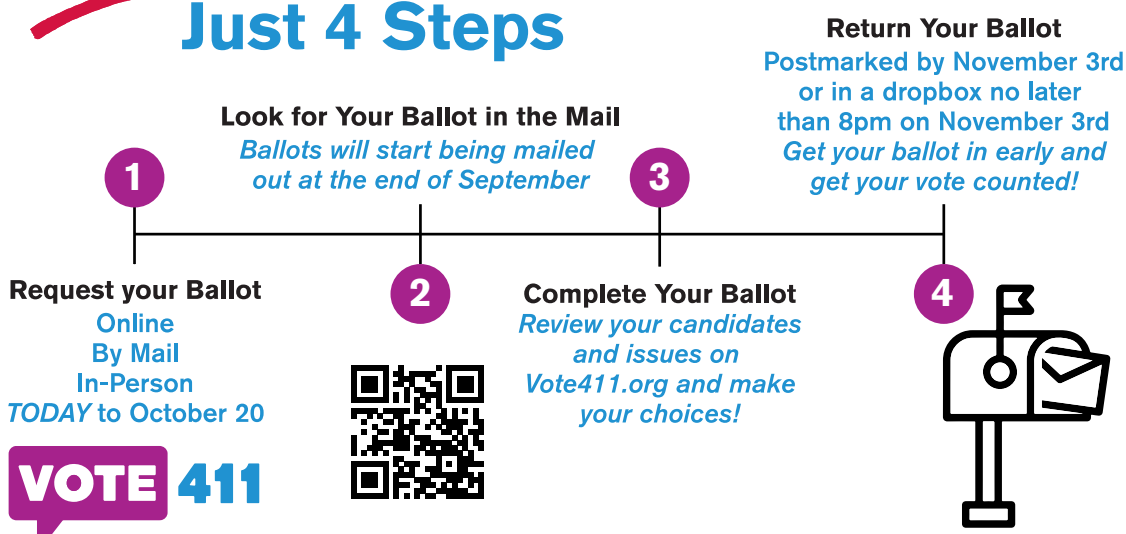 Just 4 Steps
1
Request your Ballot
Online
By Mail
In-Person
TODAY to October 20
Look for Your Ballot in the Mail
Ballots will start being mailed
out at the end of September
2
3
Complete Your Ballot
Review your candidates
and issues on
Vote411.org and make
your choices!
Return Your Ballot
Postmarked by November 3rd
or in a dropbox no later
than 8pm on November 3rd
Get your ballot in early and
get your vote counted!
4
VOTE 411